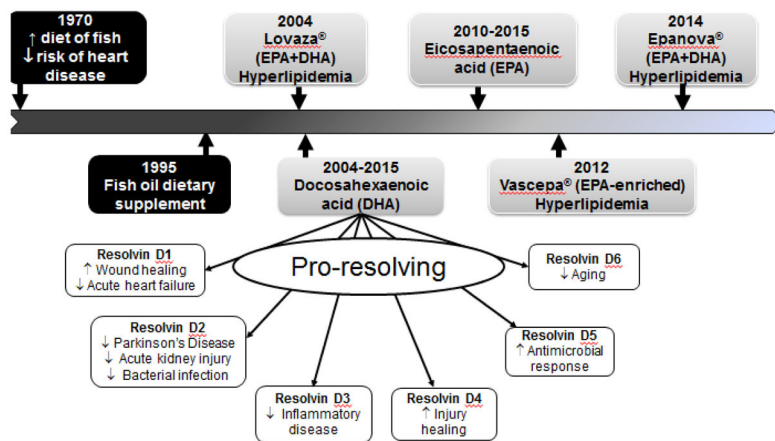 1970
↑ diet of fish
↓ risk of heart
disease
2004
Lovaza®
(EPA+DHA)
Hyperlipidemia
2010-2015
Eicosapentaenoic
acid (EPA)
2014
Epanova®
(EPA+DHA)
Hyperlipidemia
1995
Fish oil dietary
supplement
2004-2015
Docosahexaenoic
acid (DHA)
2012
Vascepa® (EPA-enriched)
Hyperlipidemia
Pro-resolving
Resolvin D1
↑ Wound healing
↓ Acute heart failure
Resolvin D2
↓ Parkinson's Disease
↓ Acute kidney injury
↓ Bacterial infection
Resolvin D3
↓ Inflammatory
disease
Resolvin D4
↑ Injury
healing
Resolvin D5
↑ Antimicrobial
response
Resolvin D6
↓ Aging